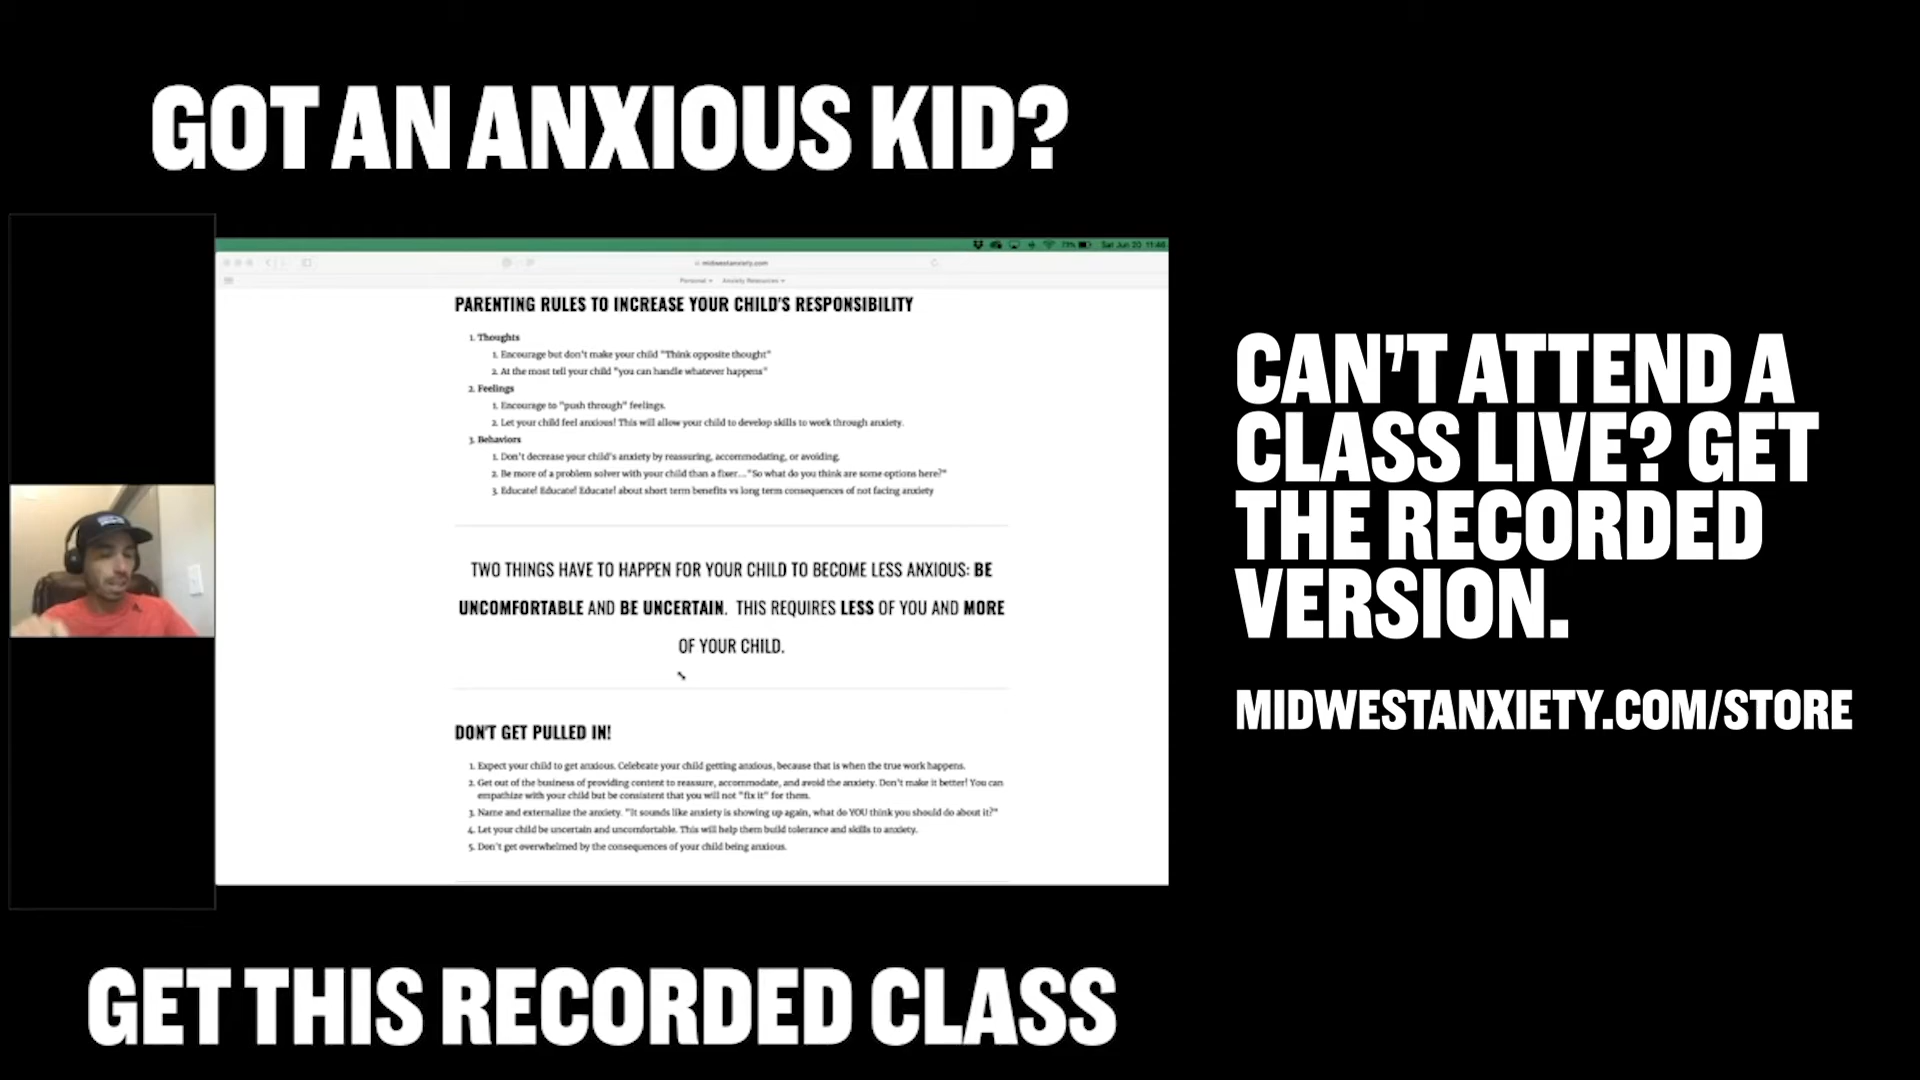 GOT AN ANXIOUS KID?
Sat Jun 20 11:46
midwestanxiety.com
Personal
Anxiety Resources
PARENTING RULES TO INCREASE YOUR CHILD'S RESPONSIBILITY
1. Thoughts
1. Encourage but don't make your child "Think opposite thought"
2. At the most tell your child "you can handle whatever happens"
2. Feelings
1. Encourage to "push through" feelings.
2. Let your child feel anxious! This will allow your child to develop skills to work through anxiety.
3. Behaviors
1. Don't decrease your child's anxiety by reassuring, accommodating, or avoiding.
2. Be more of a problem solver with your child than a fixer..."So what do you think are some options here?"
3. Educate! Educate! Educate! about short term benefits vs long term consequences of not facing anxiety
TWO THINGS HAVE TO HAPPEN FOR YOUR CHILD TO BECOME LESS ANXIOUS: BE
UNCOMFORTABLE AND BE UNCERTAIN. THIS REQUIRES LESS OF YOU AND MORE
OF YOUR CHILD.
DON'T GET PULLED IN!
1. Expect your child to get anxious. Celebrate your child getting anxious, because that is when the true work happens.
2. Get out of the business of providing content to reassure, accommodate, and avoid the anxiety. Don't make it better! You can
empathize with your child but be consistent that you will not "fix it" for them.
3. Name and externalize the anxiety. "It sounds like anxiety is showing up again, what do YOU think you should do about it?"
4. Let your child be uncertain and uncomfortable. This will help them build tolerance and skills to anxiety.
5. Don't get overwhelmed by the consequences of your child being anxious.
CAN'T ATTEND A
CLASS LIVE? GET
THE RECORDED
VERSION.
MIDWESTANXIETY.COM/STORE
GET THIS RECORDED CLASS